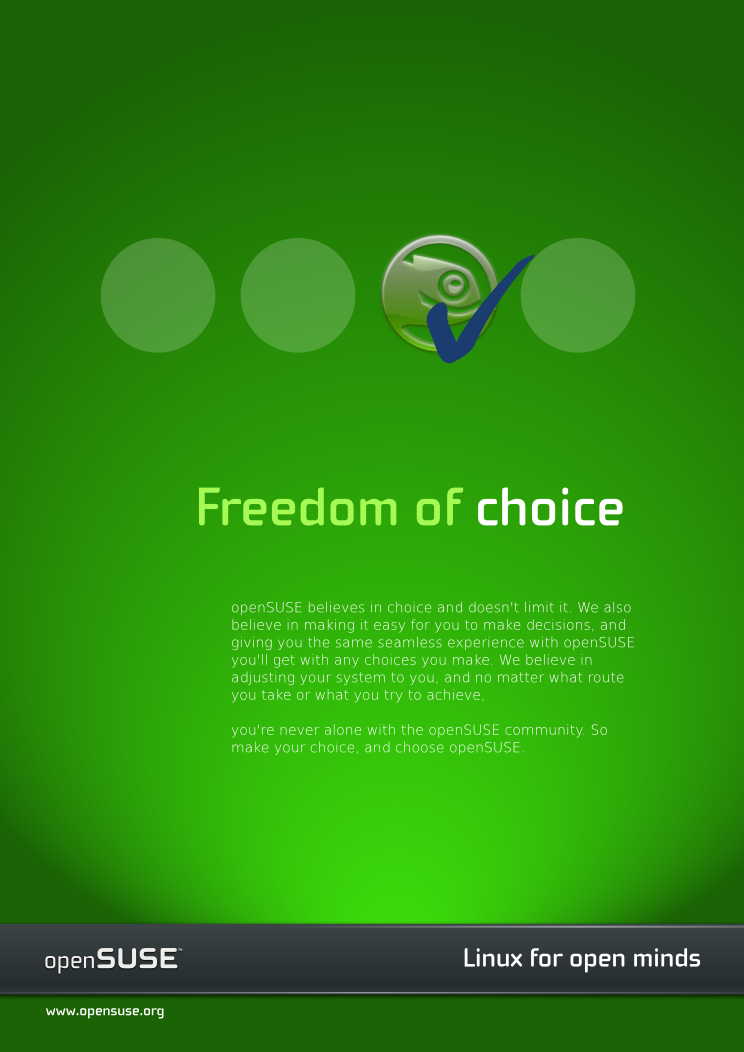 Freedom of choice
openSUSE believes in choice and doesn't limit it. We also
believe in making it easy for you to make decisions, and
giving you the same seamless experience with openSUSE
you'll get with any choices you make. We believe in
adjusting your system to you, and no matter what route
you take or what you try to achieve,
you're never alone with the openSUSE community. So
make your choice, and choose openSUSE.
openSUSE™
Linux for open minds
www.opensuse.org